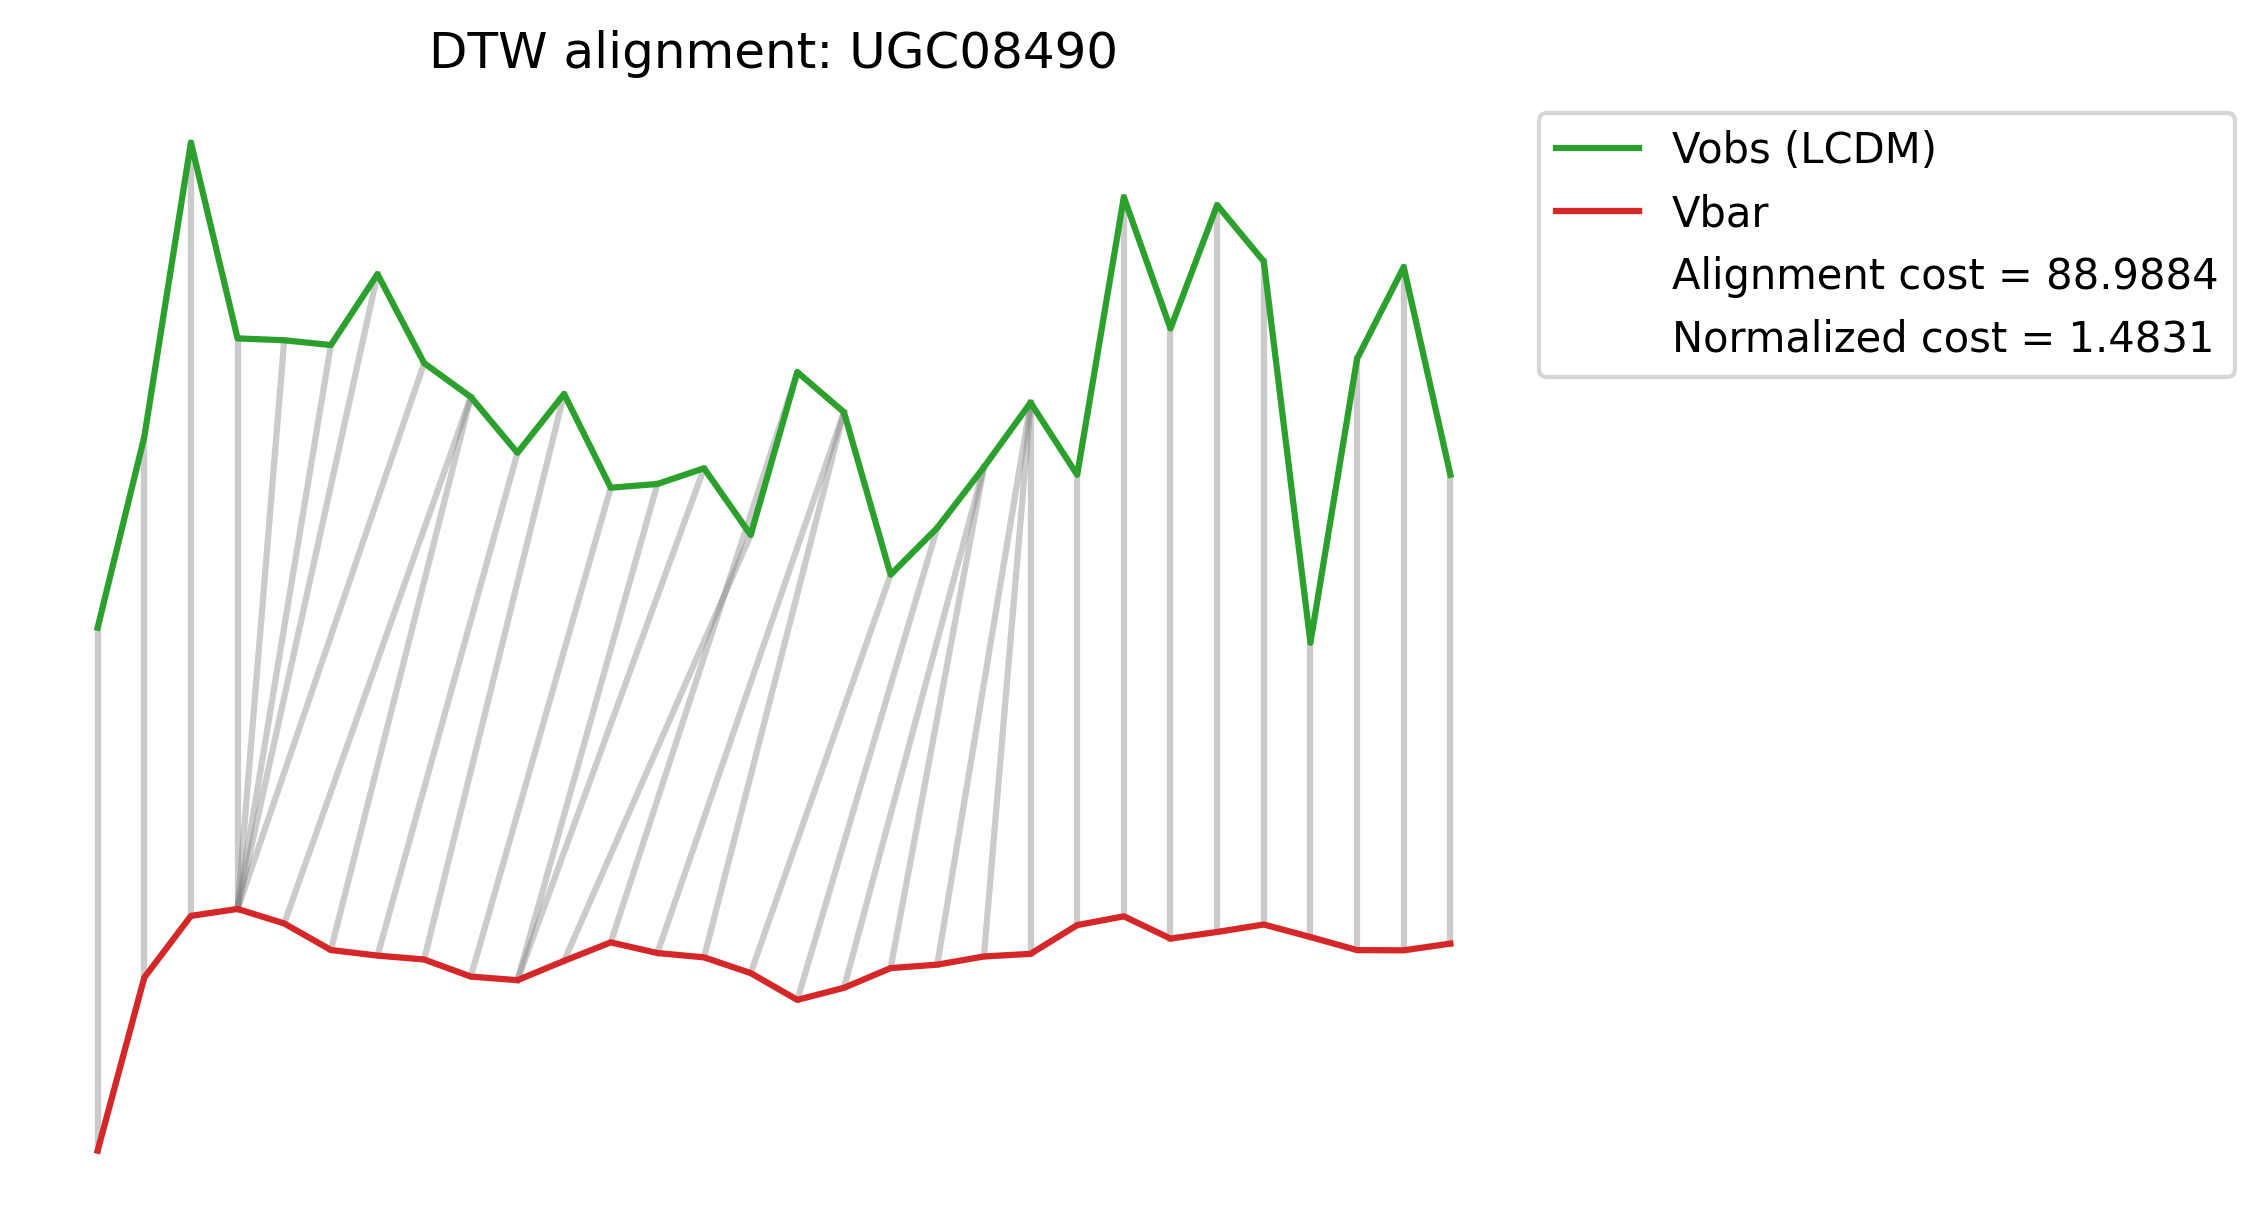 DTW alignment: UGC08490
Vobs (LCDM)
Vbar
Alignment cost = 88.9884
Normalized cost = 1.4831